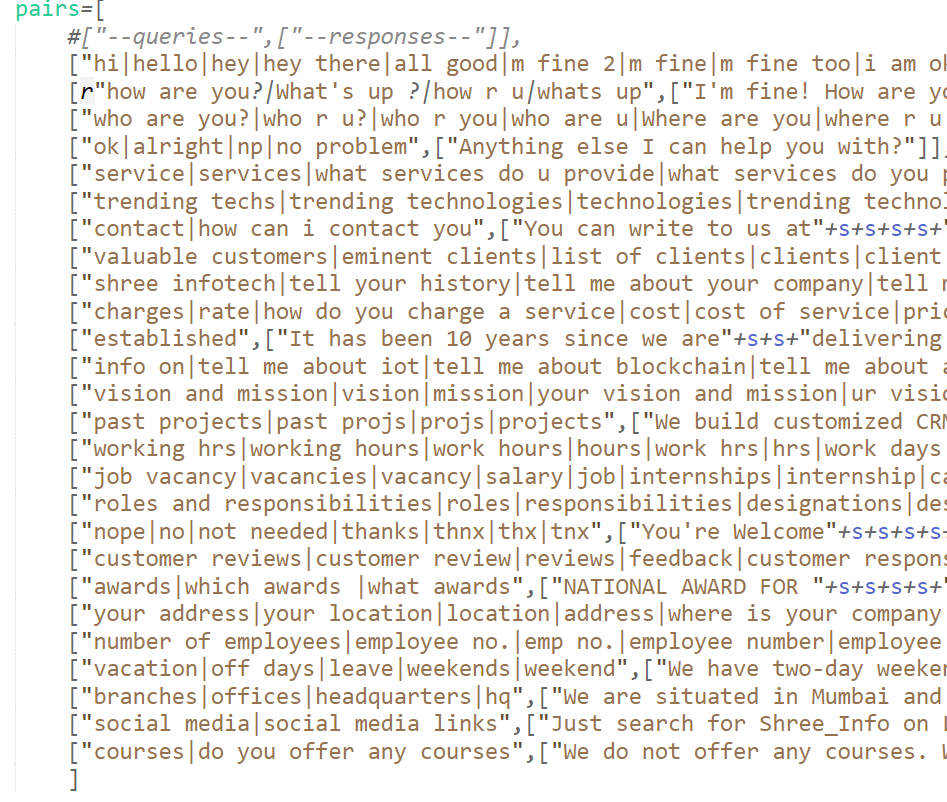 pairs=[
#["--queries--",["--responses--"]],
["hi|hello|hey|hey there|all good|m fine 2|m fine|m fine too|i am ok
[r"how are you?|What's up ?|how r u|whats up",["I'm fine! How are yo
["who are you?|who r u?|who r you|who are u|Where are you|where r u
["ok|alright|np|no problem",["Anything else I can help you with?"]],
["service|services|what services do u provide|what services do you p
["trending techs|trending technologies|technologies|trending technol
["contact|how can i contact you",["You can write to us at"+s+s+s+s+"
["valuable customers|eminent clients|list of clients|clients|client
["shree infotech|tell your history|tell me about your company|tell m
["charges|rate|how do you charge a service|cost|cost of service|pric
["established",["It has been 10 years since we are"+s+s+"delivering
["info on|tell me about iot|tell me about blockchain|tell me about a
["vision and mission|vision|mission|your vision and mission|ur visio
["past projects|past projs|projs|projects",["We build customized CRM
["working hrs|working hours|work hours|hours|work hrs|hrs|work days
["job vacancy|vacancies|vacancy|salary|job|internships|internship|ca
["roles and responsibilities|roles|responsibilities|designations|des
["nope|no|not needed|thanks|thnx|thx|tnx",["You're Welcome"+s+s+s+s+
["customer reviews|customer review|reviews|feedback|customer respons
["awards|which awards |what awards",["NATIONAL AWARD FOR "+s+s+s+s+"
["your address|your location|location|address|where is your company
["number of employees|employee no.|emp no.|employee number|employee
["vacation|off days|leave|weekends|weekend",["We have two-day weeken
["branches|offices|headquarters|hq",["We are situated in Mumbai and
["social media|social media links",["Just search for Shree_Info on
["courses|do you offer any courses",["We do not offer any courses. W
]